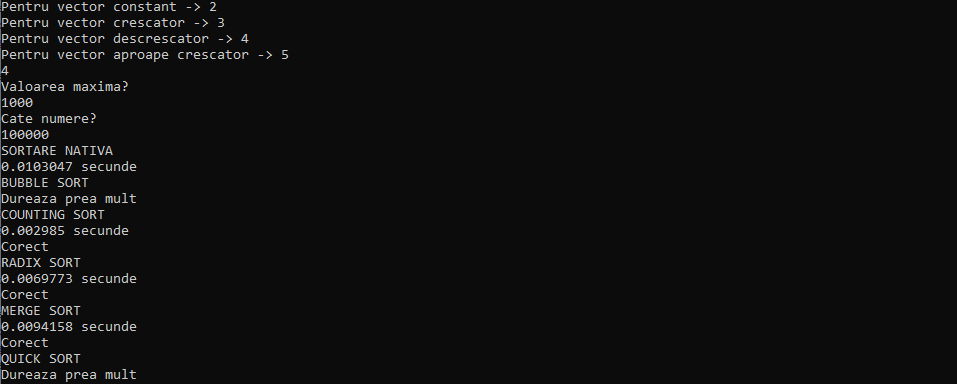 Pentru vector constant -> 2
Pentru vector crescator -> 3
Pentru vector descrescator -> 4
Pentru vector aproape crescator -> 5
4
Valoarea maxima?
1000
Cate numere?
100000
SORTARE NATIVA
0.0103047 secunde
BUBBLE SORT
Dureaza prea mult
COUNTING SORT
0.002985 secunde
Corect
RADIX SORT
0.0069773 secunde
Corect
MERGE SORT
0.0094158 secunde
Corect
QUICK SORT
Dureaza prea mult